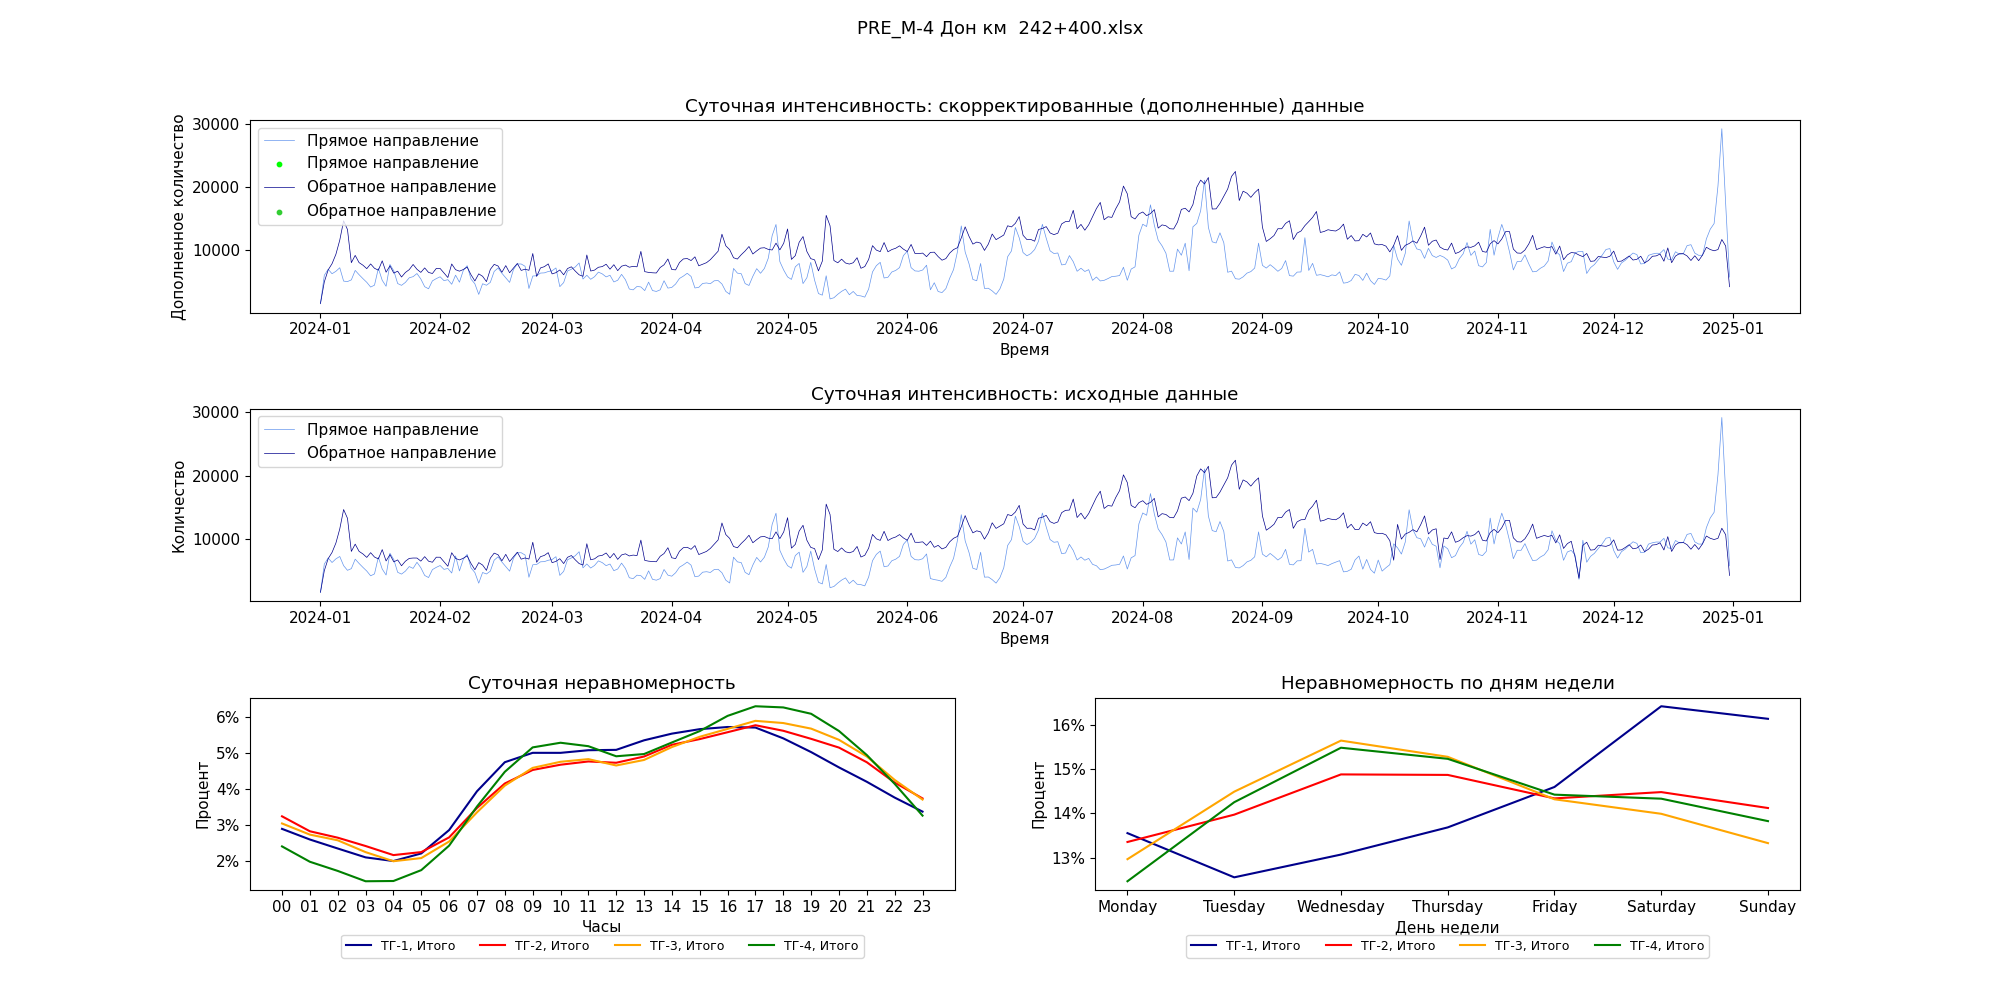 PRE_M-4 Дон км  242+400.xlsx
Суточная интенсивность: скорректированные (дополненные) данные
Дополненное количество
30000
20000
10000
Прямое направление
Прямое направление
Обратное направление
Обратное направление
2024-01 2024-02 2024-03 2024-04 2024-05 2024-06 2024-07 2024-08 2024-09 2024-10 2024-11 2024-12 2025-01
Время
Суточная интенсивность: исходные данные
Количество
30000
20000
10000
Прямое направление
Обратное направление
2024-01 2024-02 2024-03 2024-04 2024-05 2024-06 2024-07 2024-08 2024-09 2024-10 2024-11 2024-12 2025-01
Время
Суточная неравномерность
Процент
6%
5%
4%
3%
2%
00 01 02 03 04 05 06 07 08 09 10 11 12 13 14 15 16 17 18 19 20 21 22 23
Часы
ТГ-1, Итого ТГ-2, Итого ТГ-3, Итого ТГ-4, Итого
Неравномерность по дням недели
Процент
16%
15%
14%
13%
Monday Tuesday Wednesday Thursday Friday Saturday Sunday
День недели
ТГ-1, Итого ТГ-2, Итого ТГ-3, Итого ТГ-4, Итого